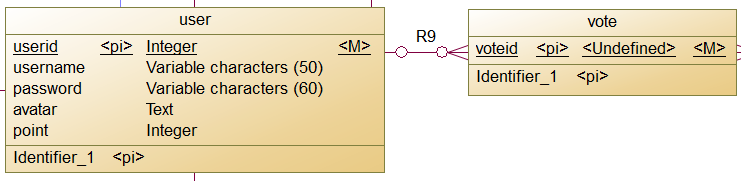 user
userid <pi> Integer <M>
username Variable characters (50)
password Variable characters (60)
avatar Text
point Integer
Identifier_1 <pi>
R9
vote
voteid <pi> <Undefined> <M>
Identifier_1 <pi>